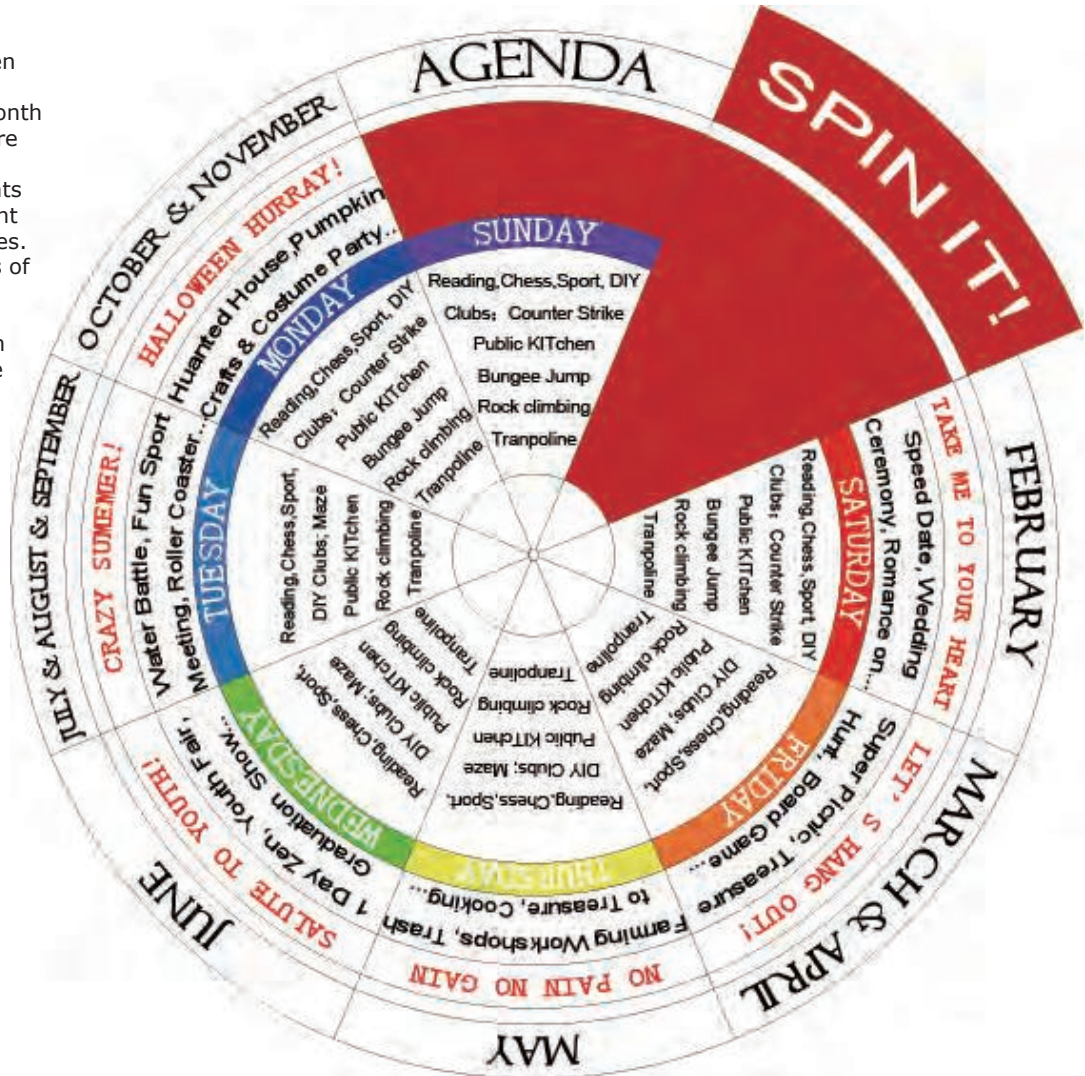 en
onth
re
ts
nt
es.
s of
n
e
AGENDA
SPIN IT!
FEBRUARY
TAKE ME TO YOUR HEART
Speed Date, Wedding
Ceremony, Romance on...
MARCH & APRIL
LET' S HANG OUT!
Super Picnic, Treasure
Hunt, Board Game...
MAY
NO PAIN NO GAIN
Farming Workshops, Trash
to Treasure, Cooking...
JUNE
SALUTE TO YOUTH!
1 Day Zen, Youth Fair,
Graduation Show...
JULY & AUGUST & SEPTEMBER
CRAZY SUMEMER!
Water Battle, Fun Sport
Meeting, Roller Coaster...
OCTOBER & NOVEMBER
HALLOWEEN HURRAY!
Huanted House,Pumpkin
Crafts & Costume Party...
SUNDAY
Reading,Chess,Sport, DIY
Clubs; Counter Strike
Public KITchen
Bungee Jump
Rock climbing
Tranpoline
SATURDAY
Reading,Chess,Sport, DIY
Clubs; Counter Strike
Public KITchen
Bungee Jump
Rock climbing
Tranpoline
FRIDAY
Reading,Chess,Sport,
DIY Clubs; Maze
Public KITchen
Rock climbing
Tranpoline
THURSTAY
Reading,Chess,Sport,
DIY Clubs; Maze
Public KITchen
Rock climbing
Tranpoline
WEDNESDAY
Reading,Chess,Sport,
DIY Clubs; Maze
Public KITchen
Rock climbing
Tranpoline
TUESDAY
Reading,Chess,Sport,
DIY Clubs; Maze
Public KITchen
Rock climbing
Tranpoline
MONDAY
Reading,Chess,Sport, DIY
Clubs; Counter Strike
Public KITchen
Bungee Jump
Rock climbing
Tranpoline